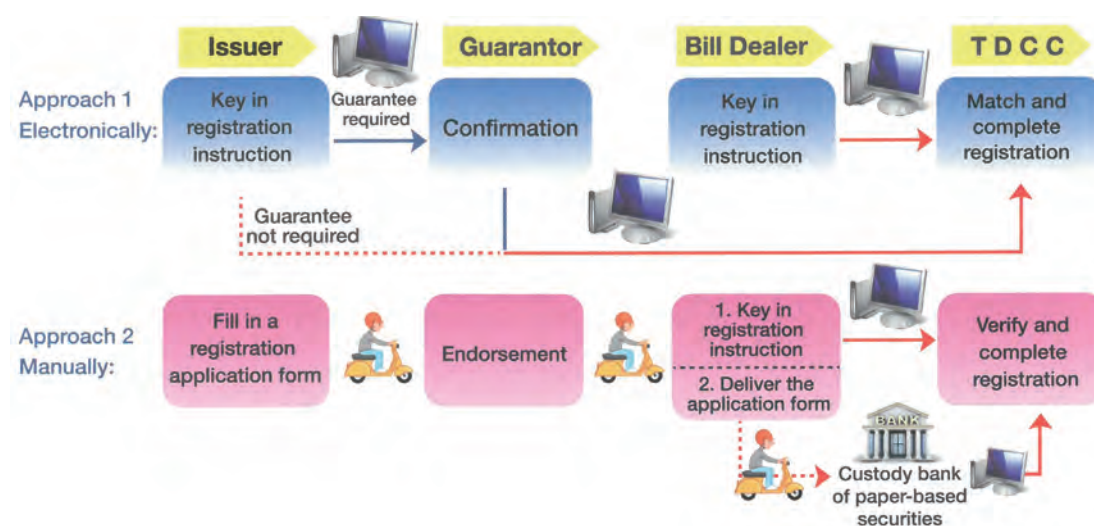 Issuer
Guarantor
Bill Dealer
TDCC
Approach 1
Electronically:
Key in
registration
instruction
Guarantee
required
Confirmation
Key in
registration
instruction
Match and
complete
registration
Guarantee
not required
Approach 2
Manually:
Fill in a
registration
application form
Endorsement
1. Key in
registration
instruction
2. Deliver the
application form
Verify and
complete
registration
BANK
Custody bank
of paper-based
securities